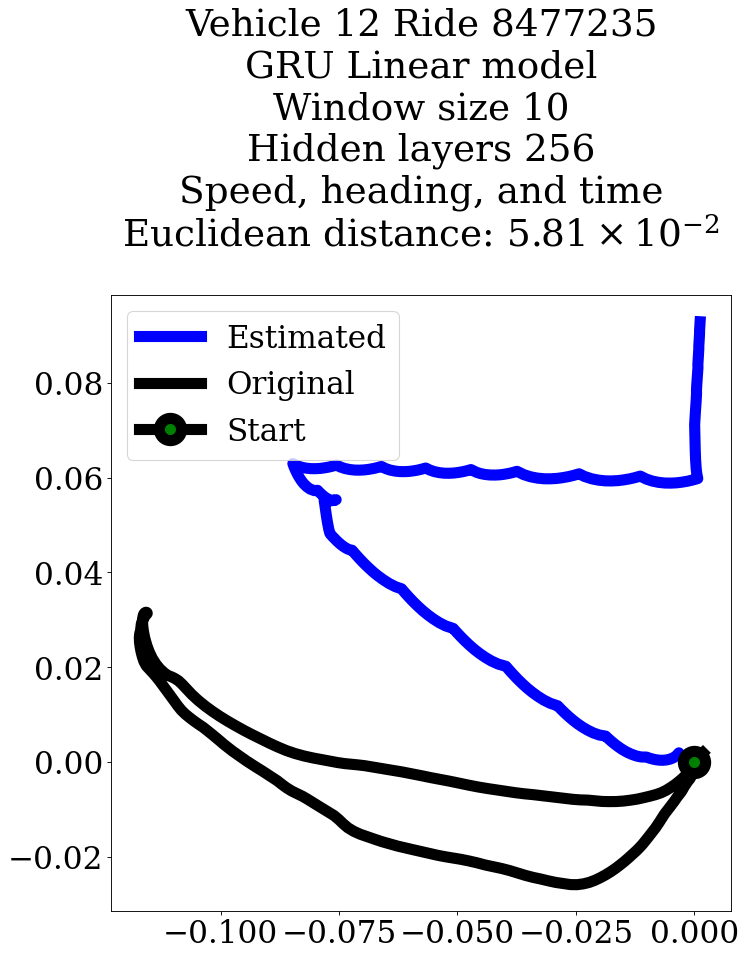 Vehicle 12 Ride 8477235
GRU Linear model
Window size 10
Hidden layers 256
Speed, heading, and time
Euclidean distance: 5.81 × 10⁻²
Estimated
Original
Start
0.08
0.06
0.04
0.02
0.00
−0.02
−0.100 −0.075 −0.050 −0.025 0.000